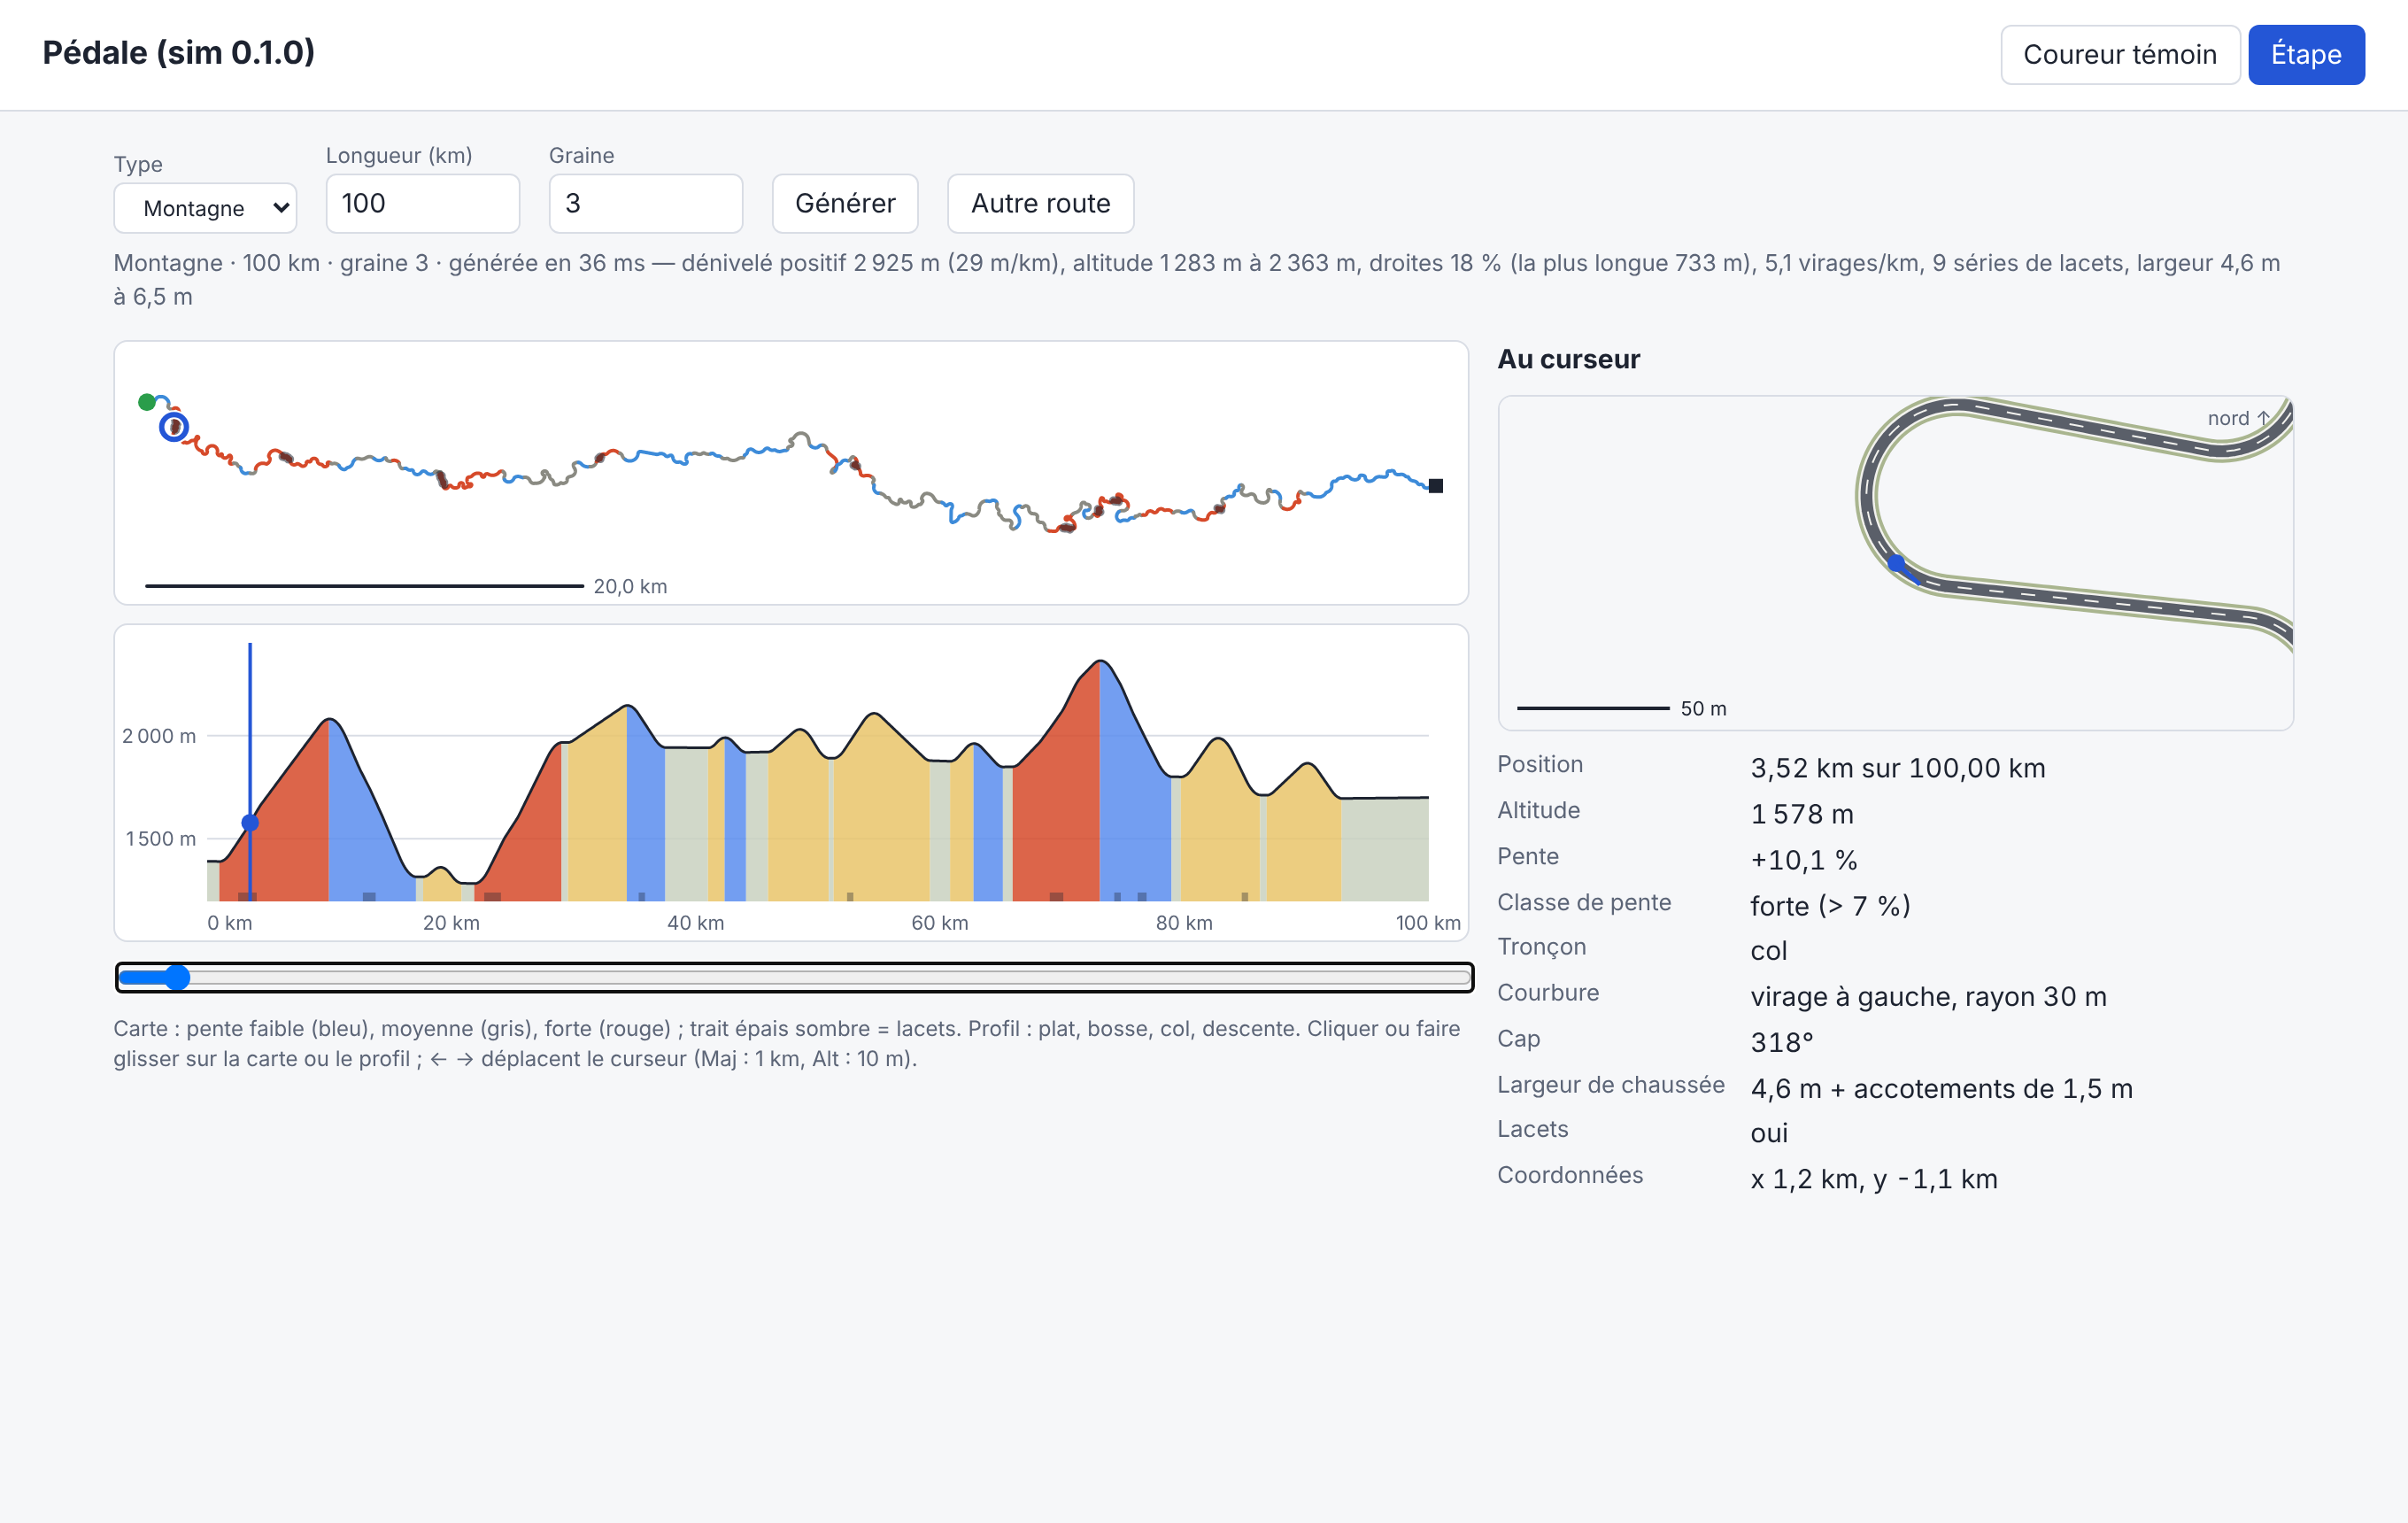 Pédale (sim 0.1.0)
Coureur témoin
Étape
Type
Longueur (km)
Graine
Montagne
100
3
Générer
Autre route
Montagne · 100 km · graine 3 · générée en 36 ms — dénivelé positif 2 925 m (29 m/km), altitude 1 283 m à 2 363 m, droites 18 % (la plus longue 733 m), 5,1 virages/km, 9 séries de lacets, largeur 4,6 m
à 6,5 m
20,0 km
2 000 m
1 500 m
0 km
20 km
40 km
60 km
80 km
100 km
Carte : pente faible (bleu), moyenne (gris), forte (rouge) ; trait épais sombre = lacets. Profil : plat, bosse, col, descente. Cliquer ou faire
glisser sur la carte ou le profil ; ← → déplacent le curseur (Maj : 1 km, Alt : 10 m).
Au curseur
nord ↑
50 m
Position 3,52 km sur 100,00 km
Altitude 1 578 m
Pente +10,1 %
Classe de pente forte (> 7 %)
Tronçon col
Courbure virage à gauche, rayon 30 m
Cap 318°
Largeur de chaussée 4,6 m + accotements de 1,5 m
Lacets oui
Coordonnées x 1,2 km, y -1,1 km